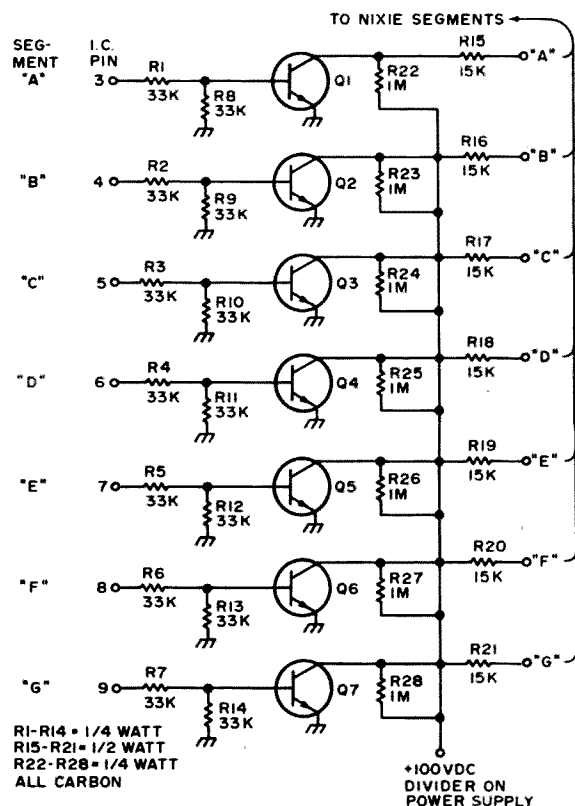 TO NIXIE SEGMENTS
SEG-
MENT
I.C.
PIN
"A"
3
R1
33K
R8
33K
Q1
R22
1M
R15
15K
"A"
"B"
4
R2
33K
R9
33K
Q2
R23
1M
R16
15K
"B"
"C"
5
R3
33K
R10
33K
Q3
R24
1M
R17
15K
"C"
"D"
6
R4
33K
R11
33K
Q4
R25
1M
R18
15K
"D"
"E"
7
R5
33K
R12
33K
Q5
R26
1M
R19
15K
"E"
"F"
8
R6
33K
R13
33K
Q6
R27
1M
R20
15K
"F"
"G"
9
R7
33K
R14
33K
Q7
R28
1M
R21
15K
"G"
R1-R14 = 1/4 WATT
R15-R21= 1/2 WATT
R22-R28= 1/4 WATT
ALL CARBON
+100VDC
DIVIDER ON
POWER SUPPLY